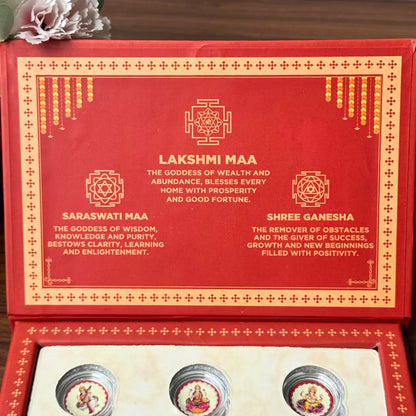 LAKSHMI MAA
THE GODDESS OF WEALTH AND
ABUNDANCE, BLESSES EVERY
HOME WITH PROSPERITY
AND GOOD FORTUNE.
SARASWATI MAA
THE GODDESS OF WISDOM,
KNOWLEDGE AND PURITY,
BESTOWS CLARITY, LEARNING
AND ENLIGHTENMENT.
SHREE GANESHA
THE REMOVER OF OBSTACLES
AND THE GIVER OF SUCCESS,
GROWTH AND NEW BEGINNINGS
FILLED WITH POSITIVITY.